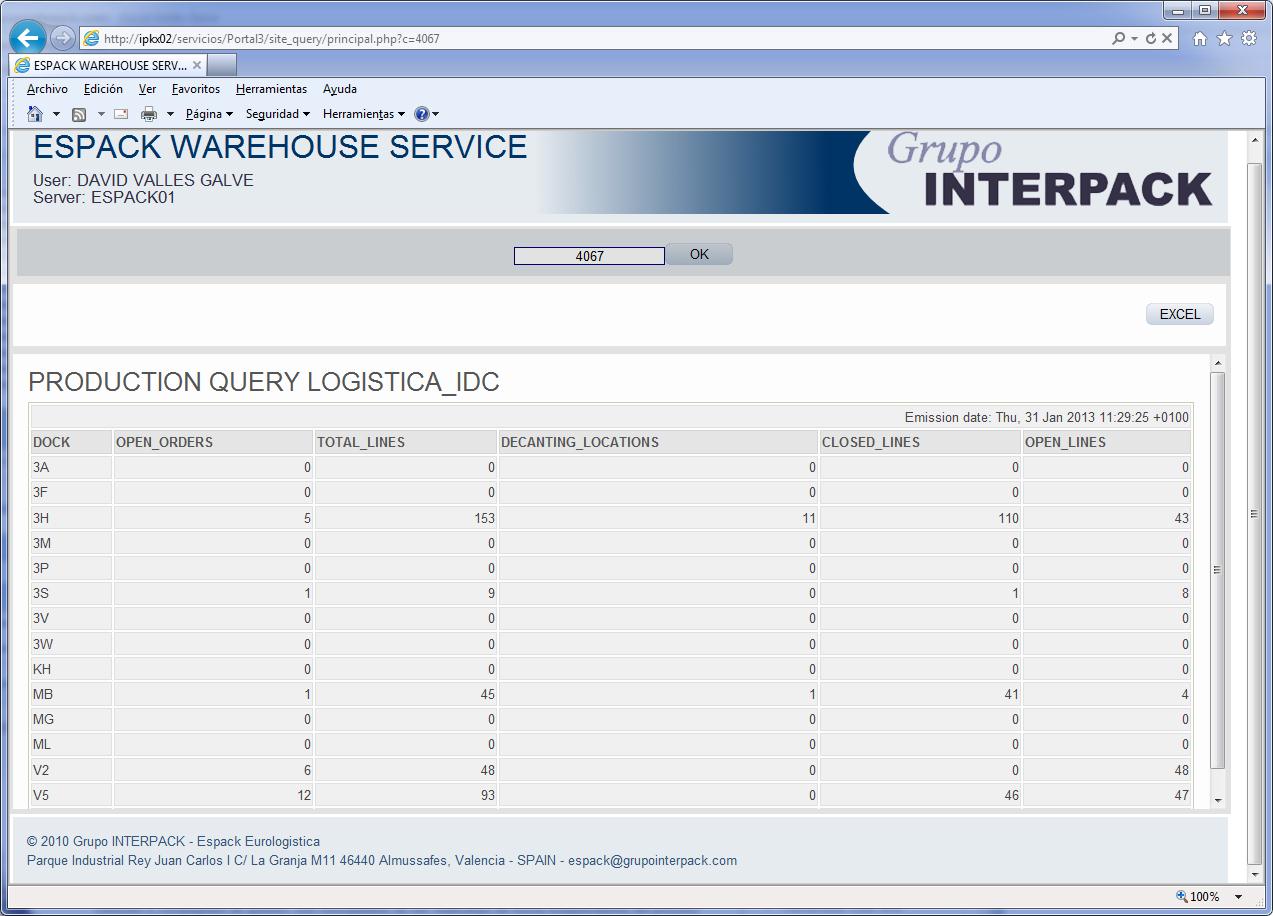 http://ipkx02/servicios/Portal3/site_query/principal.php?c=4067
ESPACK WAREHOUSE SERV...
Archivo Edición Ver Favoritos Herramientas Ayuda
Página Seguridad Herramientas
ESPACK WAREHOUSE SERVICE
User: DAVID VALLES GALVE
Server: ESPACK01
Grupo
INTERPACK
4067 OK
EXCEL
PRODUCTION QUERY LOGISTICA_IDC
Emission date: Thu, 31 Jan 2013 11:29:25 +0100
DOCK OPEN_ORDERS TOTAL_LINES DECANTING_LOCATIONS CLOSED_LINES OPEN_LINES
3A 0 0 0 0 0
3F 0 0 0 0 0
3H 5 153 11 110 43
3M 0 0 0 0 0
3P 0 0 0 0 0
3S 1 9 0 1 8
3V 0 0 0 0 0
3W 0 0 0 0 0
KH 0 0 0 0 0
MB 1 45 1 41 4
MG 0 0 0 0 0
ML 0 0 0 0 0
V2 6 48 0 0 48
V5 12 93 0 46 47
© 2010 Grupo INTERPACK - Espack Eurologistica
Parque Industrial Rey Juan Carlos I C/ La Granja M11 46440 Almussafes, Valencia - SPAIN - espack@grupointerpack.com
100%